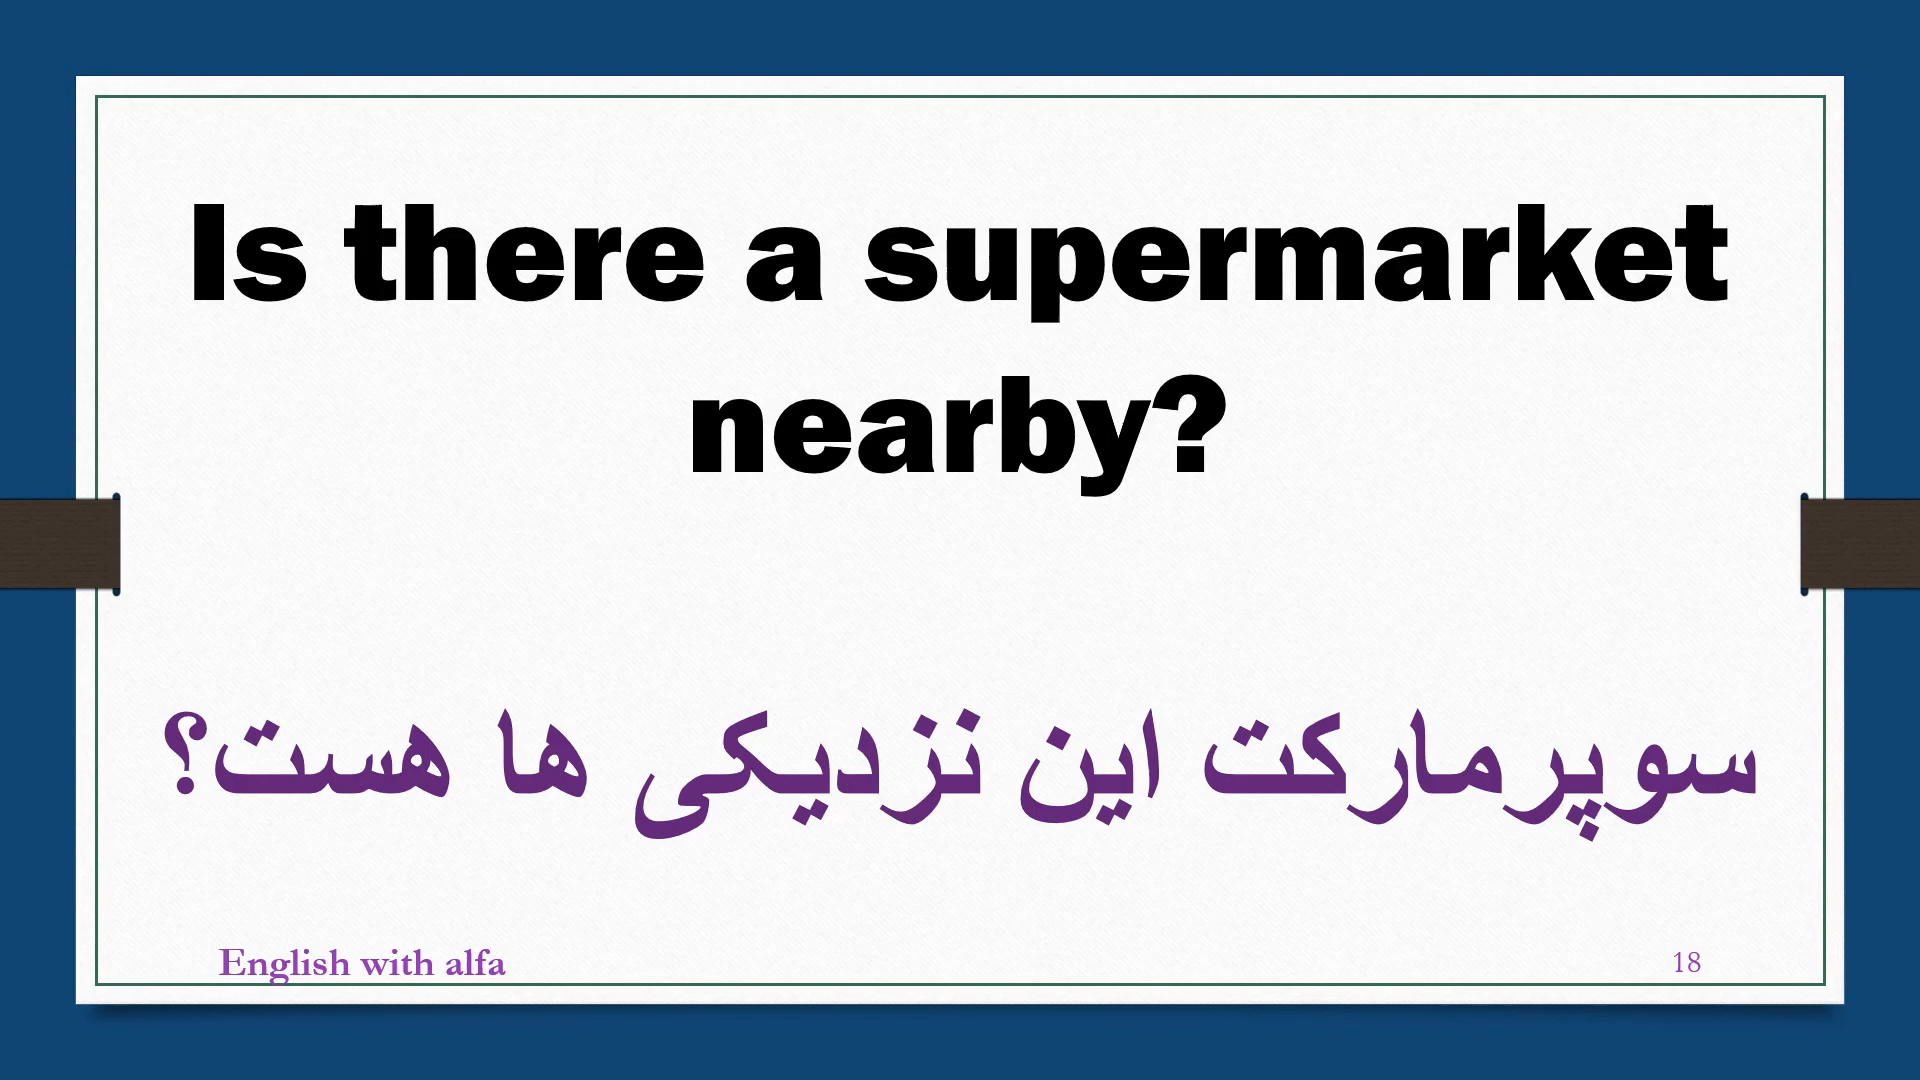 Is there a supermarket
nearby?
سوپرمارکت این نزدیکی ها هست؟
English with alfa
18